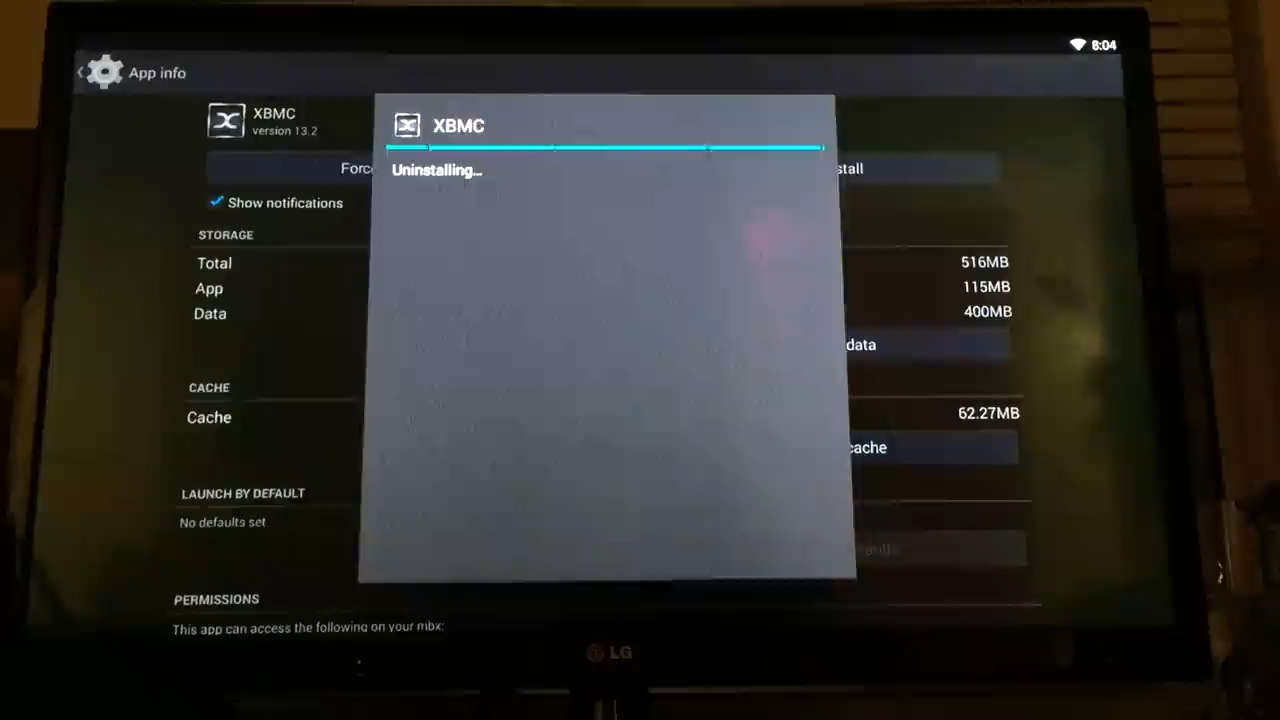 8:04
App info
XBMC
version 13.2
XBMC
Uninstalling...
Forc
stall
Show notifications
STORAGE
Total
516MB
App
115MB
Data
400MB
data
CACHE
Cache
62.27MB
cache
LAUNCH BY DEFAULT
No defaults set
aults
PERMISSIONS
This app can access the following on your mbx:
LG